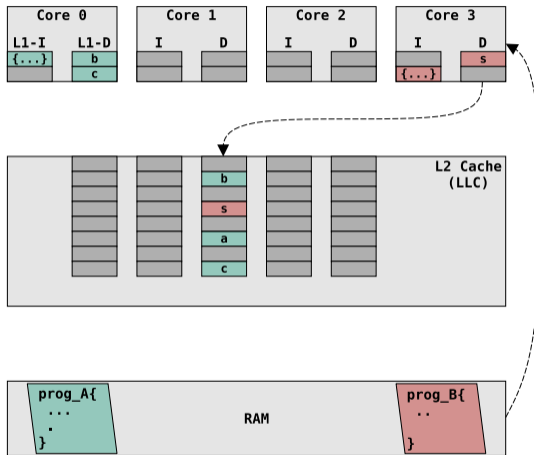 Core 0 Core 1 Core 2 Core 3
L1-I L1-D I D I D I D
{...} b s
c {...}
L2 Cache
(LLC)
b
s
a
c
prog_A{ prog_B{
... ..
. RAM
} }